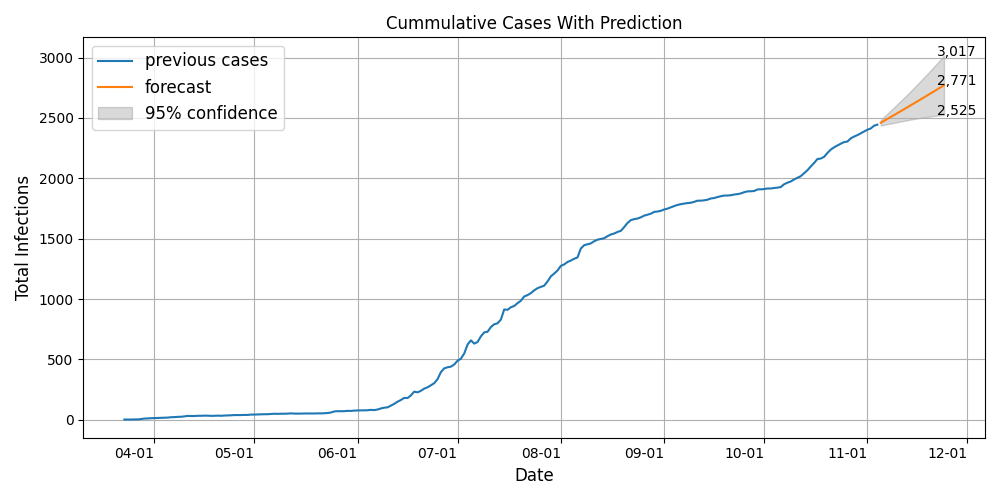 Cummulative Cases With Prediction
previous cases
forecast
95% confidence
3,017
2,771
2,525
3000
2500
2000
1500
1000
500
0
Total Infections
04-01 05-01 06-01 07-01 08-01 09-01 10-01 11-01 12-01
Date